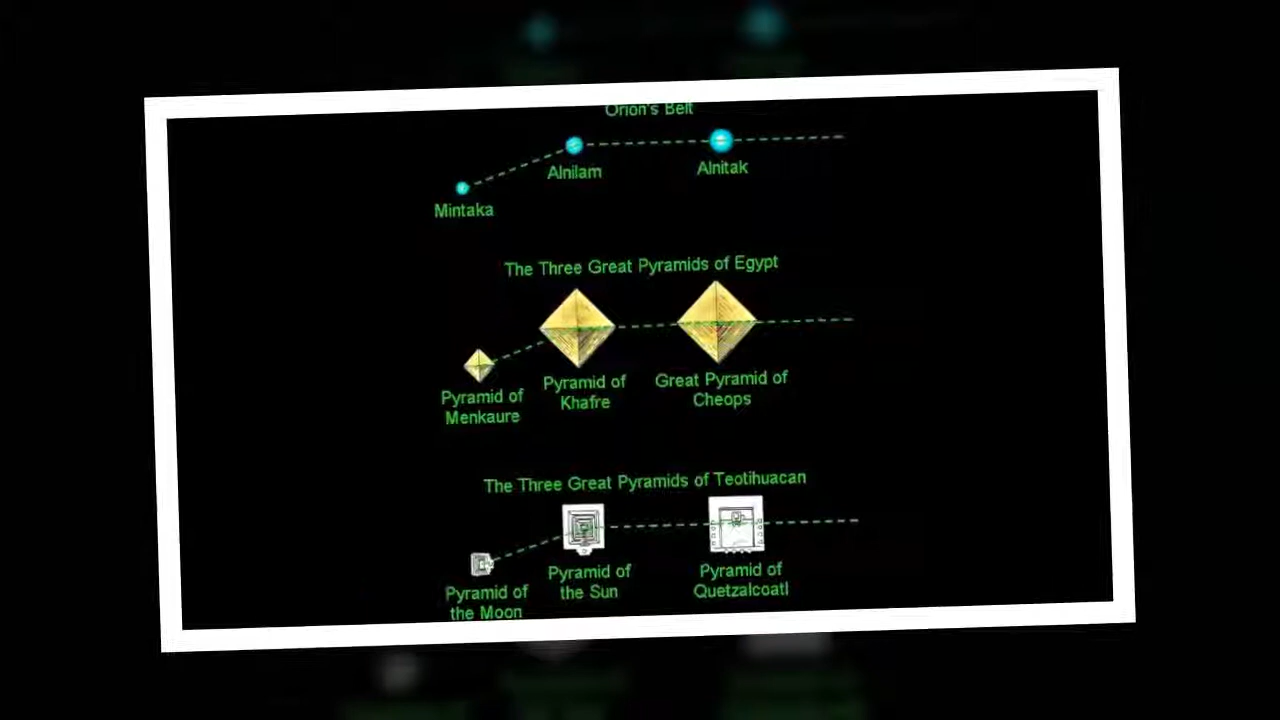 Orion's Belt
Alnilam
Alnitak
Mintaka
The Three Great Pyramids of Egypt
Pyramid of
Khafre
Great Pyramid of
Cheops
Pyramid of
Menkaure
The Three Great Pyramids of Teotihuacan
Pyramid of
the Moon
Pyramid of
the Sun
Pyramid of
Quetzalcoatl